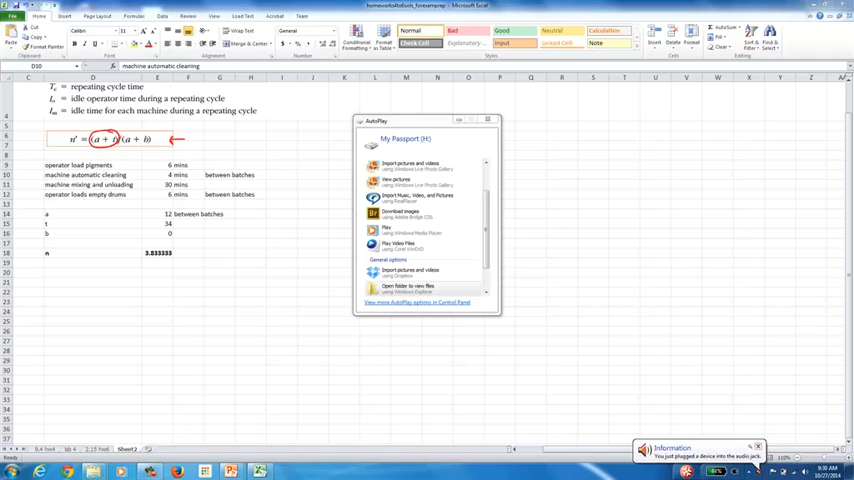 homeworks4to6ools_forexamprep - Microsoft Excel
File Home Insert Page Layout Formulas Data Review View Load Test Acrobat Team
Cut
Copy
Format Painter
Paste
Clipboard
Calibri 11
Font
Wrap Text
Merge & Center
Alignment
General
Number
Conditional Formatting
Format
Normal Bad Good Neutral Calculation
Check Cell Explanatory ... Input Linked Cell Note
Styles
Insert Delete Format
Cells
AutoSum
Fill
Clear
Editing
D10 fx machine automatic cleaning
C D E F G H I J K L M N O P Q R S T U V W X Y Z
Tc = repeating cycle time
Io = idle operator time during a repeating cycle
Im = idle time for each machine during a repeating cycle
n' = (a + t)/(a + b)
operator load pigments 6 mins
machine automatic cleaning 4 mins between batches
machine mixing and unloading 30 mins
operator loads empty drums 6 mins between batches
a 12 between batches
t 34
b 0
n 3.833333
AutoPlay
My Passport (H:)
Import pictures and videos
using Windows Live Photo Gallery
View pictures
using Windows Live Photo Gallery
Import Music, Video, and Pictures
using RealPlayer
Download images
using Adobe Bridge CS6
Play
using Windows Media Player
Play Video Files
using Corel WinDVD
General options
Import pictures and videos
using Dropbox
Open folder to view files
using Windows Explorer
View more AutoPlay options in Control Panel
9.4 hw4 lab 4 2.15 hw6 Sheet2
Ready
110%
Information
You just plugged a device into the audio jack.
9:30 AM
10/27/2014